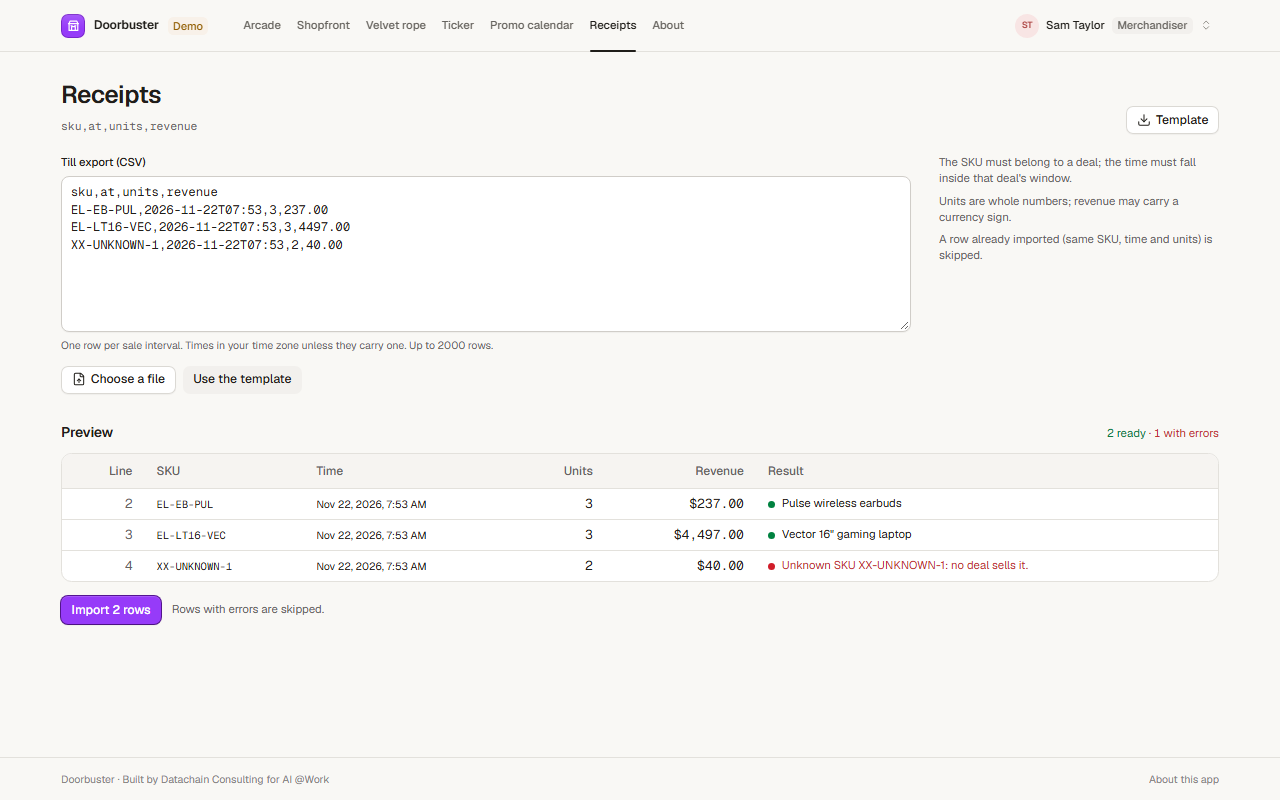 Doorbuster Demo Arcade Shopfront Velvet rope Ticker Promo calendar Receipts About ST Sam Taylor Merchandiser
Receipts
sku,at,units,revenue
Template
Till export (CSV)
sku,at,units,revenue
EL-EB-PUL,2026-11-22T07:53,3,237.00
EL-LT16-VEC,2026-11-22T07:53,3,4497.00
XX-UNKNOWN-1,2026-11-22T07:53,2,40.00
The SKU must belong to a deal; the time must fall
inside that deal's window.
Units are whole numbers; revenue may carry a
currency sign.
A row already imported (same SKU, time and units) is
skipped.
One row per sale interval. Times in your time zone unless they carry one. Up to 2000 rows.
Choose a file Use the template
Preview 2 ready · 1 with errors
Line SKU Time Units Revenue Result
2 EL-EB-PUL Nov 22, 2026, 7:53 AM 3 $237.00 Pulse wireless earbuds
3 EL-LT16-VEC Nov 22, 2026, 7:53 AM 3 $4,497.00 Vector 16″ gaming laptop
4 XX-UNKNOWN-1 Nov 22, 2026, 7:53 AM 2 $40.00 Unknown SKU XX-UNKNOWN-1: no deal sells it.
Import 2 rows Rows with errors are skipped.
Doorbuster · Built by Datachain Consulting for AI @Work About this app